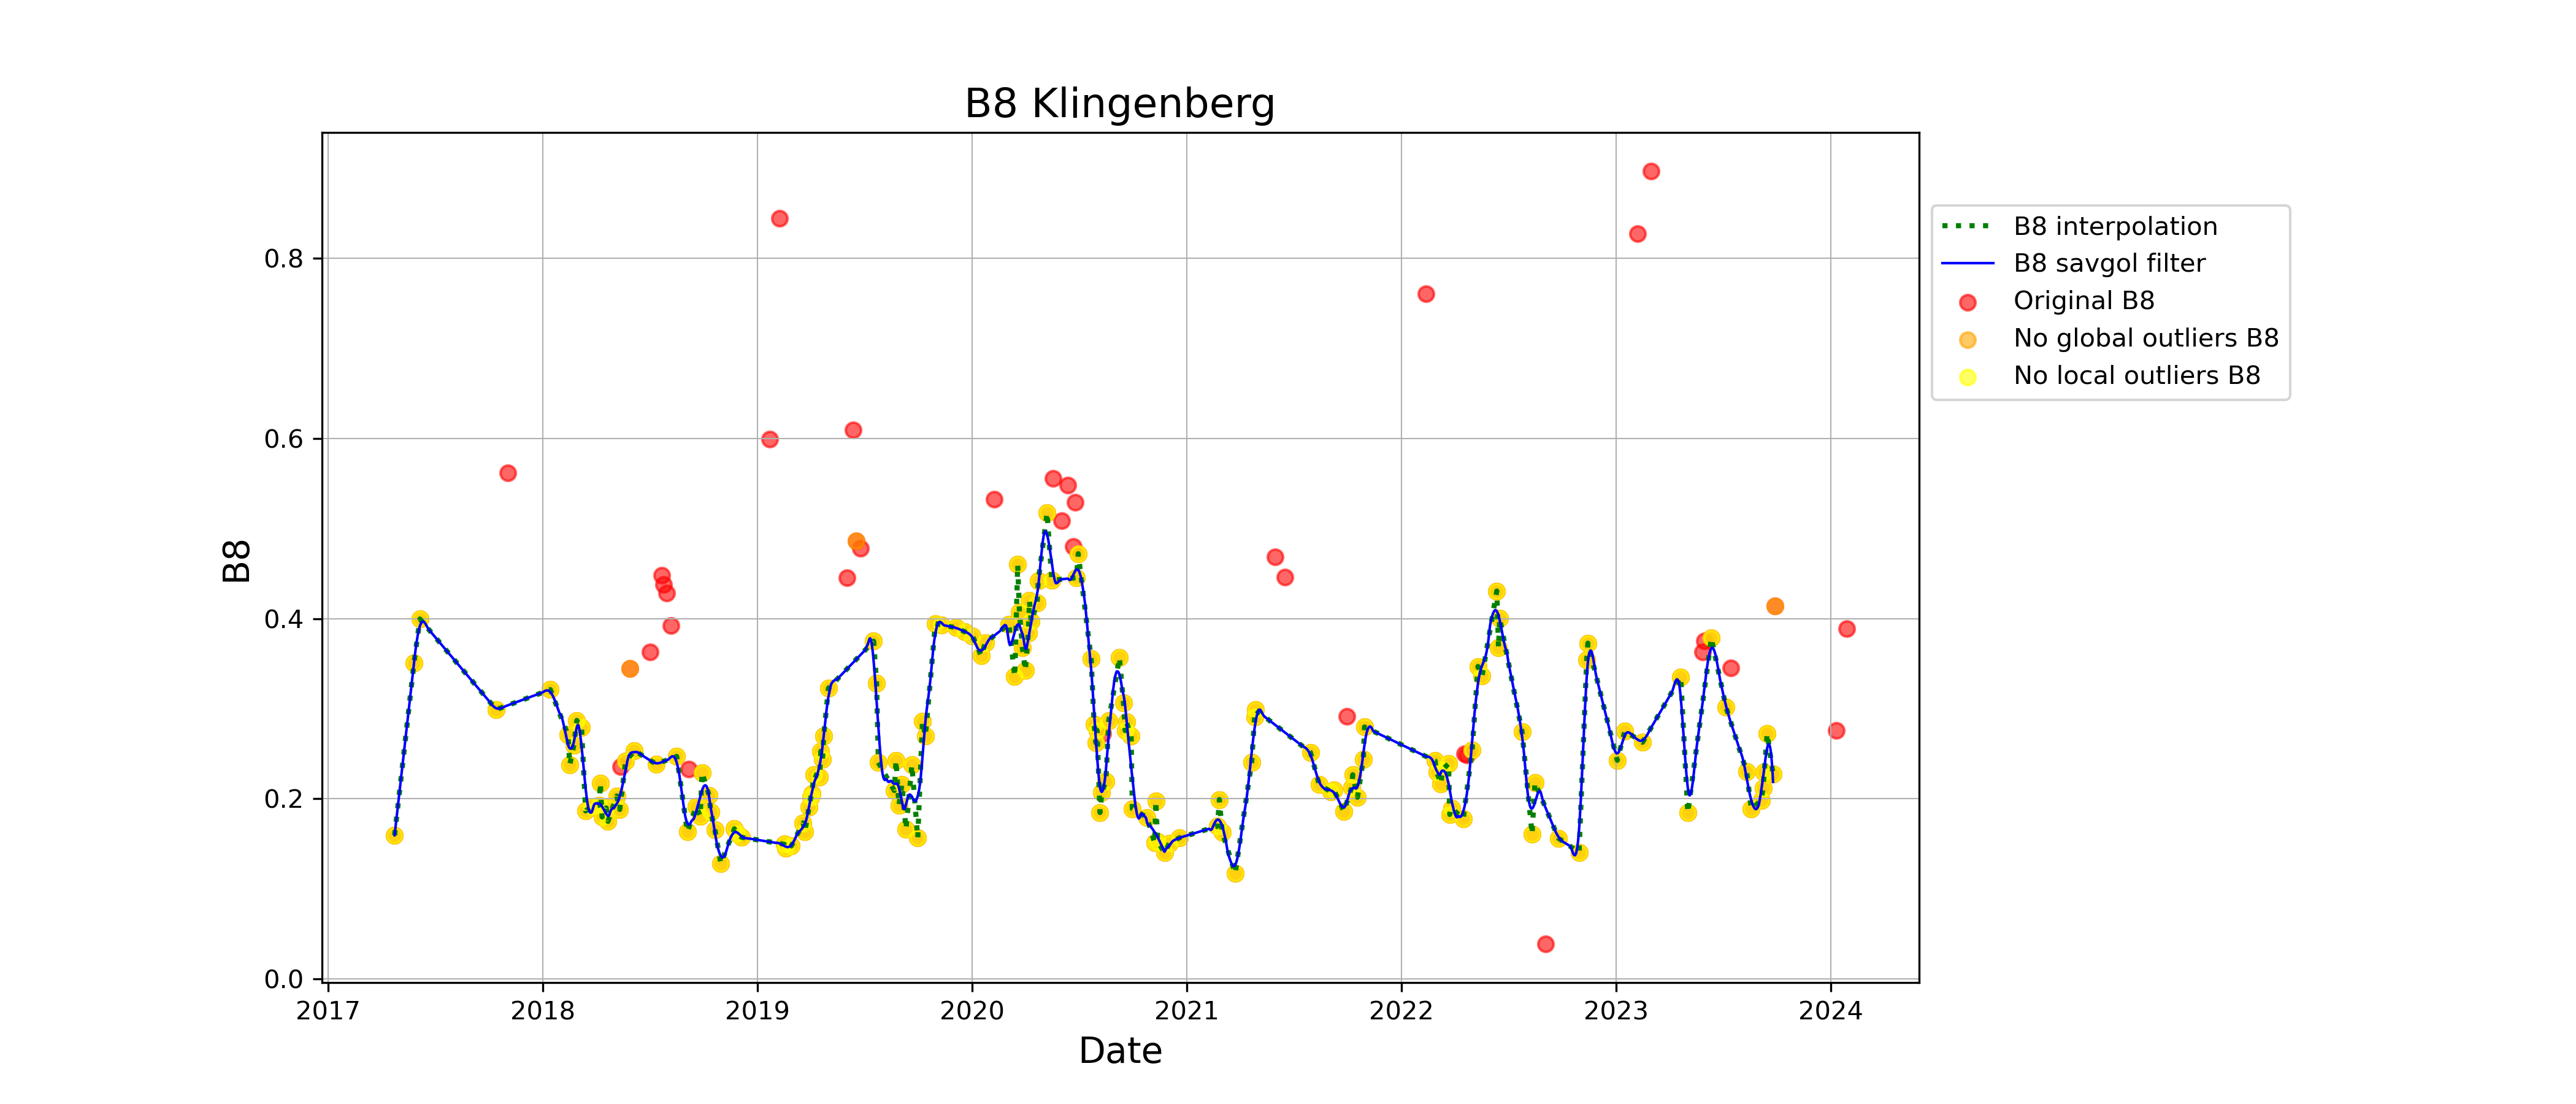 B8 Klingenberg
B8
0.8
0.6
0.4
0.2
0.0
2017 2018 2019 2020 2021 2022 2023 2024
Date
B8 interpolation
B8 savgol filter
Original B8
No global outliers B8
No local outliers B8